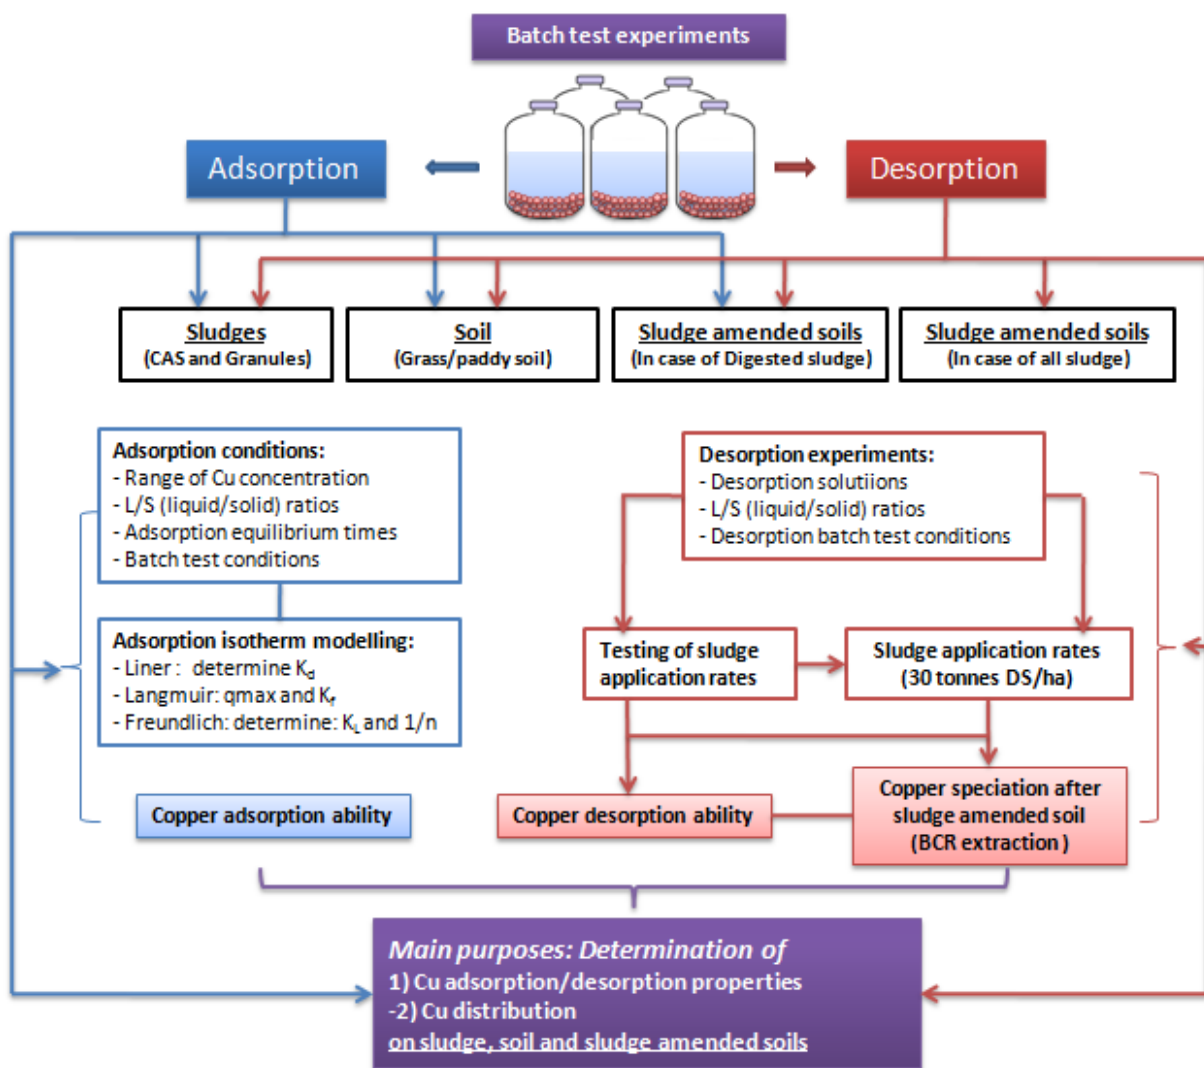 Batch test experiments
Adsorption
Desorption
Sludges
(CAS and Granules)
Soil
(Grass/paddy soil)
Sludge amended soils
(In case of Digested sludge)
Sludge amended soils
(In case of all sludge)
Adsorption conditions:
- Range of Cu concentration
- L/S (liquid/solid) ratios
- Adsorption equilibrium times
- Batch test conditions
Desorption experiments:
- Desorption solutiions
- L/S (liquid/solid) ratios
- Desorption batch test conditions
Adsorption isotherm modelling:
- Liner : determine Kd
- Langmuir: qmax and Kf
- Freundlich: determine: KL and 1/n
Testing of sludge
application rates
Sludge application rates
(30 tonnes DS/ha)
Copper adsorption ability
Copper desorption ability
Copper speciation after
sludge amended soil
(BCR extraction )
Main purposes: Determination of
1) Cu adsorption/desorption properties
-2) Cu distribution
on sludge, soil and sludge amended soils